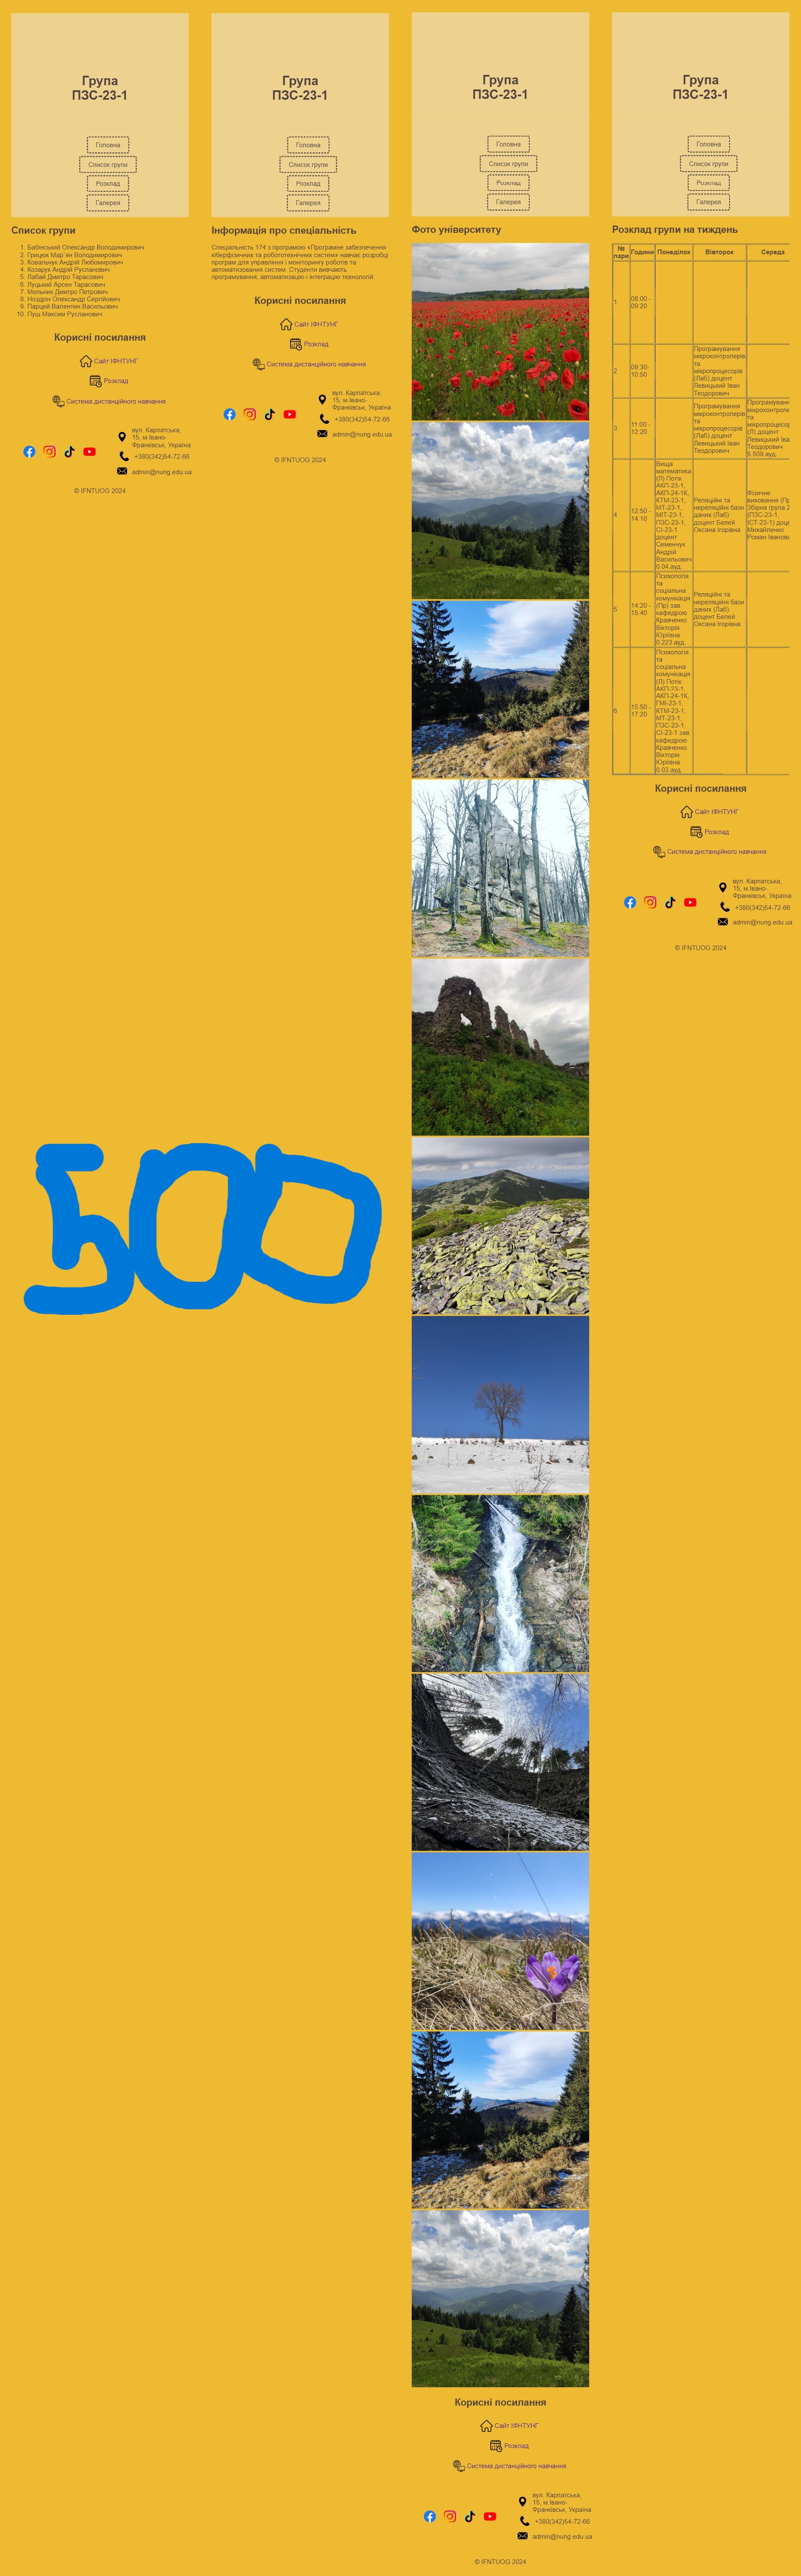 Група
ПЗС-23-1
Головна
Список групи
Розклад
Галерея
Список групи
1. Бабінський Олександр Володимирович
2. Грицюк Мар`ян Володимирович
3. Ковальчук Андрій Любомирович
4. Козарук Андрій Русланович
5. Лабай Дмитро Тарасович
6. Луцький Арсен Тарасович
7. Мельник Дмитро Петрович
8. Ноздрін Олександр Сергійович
9. Парцей Валентин Васильович
10. Пуш Максим Русланович
Корисні посилання
Сайт ІФНТУНГ
Розклад
Система дистанційного навчання
вул. Карпатська,
15, м.Івано-
Франківськ, Україна
+380(342)54-72-66
admin@nung.edu.ua
© IFNTUOG 2024
500
Група
ПЗС-23-1
Головна
Список групи
Розклад
Галерея
Інформація про спеціальність
Спеціальність 174 з програмою «Програмне забезпечення
кіберфізичних та робототехнічних систем» навчає розробці
програм для управління і моніторингу роботів та
автоматизованих систем. Студенти вивчають
програмування, автоматизацію і інтеграцію технологій.
Корисні посилання
Сайт ІФНТУНГ
Розклад
Система дистанційного навчання
вул. Карпатська,
15, м.Івано-
Франківськ, Україна
+380(342)54-72-66
admin@nung.edu.ua
© IFNTUOG 2024
Група
ПЗС-23-1
Головна
Список групи
Розклад
Галерея
Фото університету
Корисні посилання
Сайт ІФНТУНГ
Розклад
Система дистанційного навчання
вул. Карпатська,
15, м.Івано-
Франківськ, Україна
+380(342)54-72-66
admin@nung.edu.ua
© IFNTUOG 2024
Група
ПЗС-23-1
Головна
Список групи
Розклад
Галерея
Розклад групи на тиждень
№ пари Години Понеділок Вівторок Середа
1
08:00 -
09:20
2
09:30-
10:50
Програмування
мікроконтролерів
та
мікропроцесорів
(Лаб) доцент
Левицький Іван
Теодорович
3
11:00 -
12:20
Програмування
мікроконтролерів
та
мікропроцесорів
(Лаб) доцент
Левицький Іван
Теодорович
Програмуванн
мікроконтроле
та
мікропроцесор
(Л) доцент
Левицький Іва
Теодорович
5.509.ауд.
4
12:50 -
14:10
Вища
математика
(Л) Потік
АКП-23-1,
АКП-24-1К,
КТМ-23-1,
МТ-23-1,
МІТ-23-1,
ПЗС-23-1,
СІ-23-1
доцент
Семенчук
Андрій
Васильович
0.04.ауд.
Реляційні та
нереляційні бази
даних (Лаб)
доцент Белей
Оксана Ігорівна
Фізичне
виховання (Пр
Збірна група 2
(ПЗС-23-1,
ІСТ-23-1) доце
Михайленко
Роман Іванови
5
14:20 -
15:40
Психологія
та
соціальна
комунікація
(Пр) зав.
кафедрою
Кравченко
Вікторія
Юріївна
0.223.ауд.
Реляційні та
нереляційні бази
даних (Лаб)
доцент Белей
Оксана Ігорівна
6
15:50 -
17:20
Психологія
та
соціальна
комунікація
(Л) Потік
АКП-23-1,
АКП-24-1К,
ГМІ-23-1,
КТМ-23-1,
МТ-23-1,
ПЗС-23-1,
СІ-23-1 зав.
кафедрою
Кравченко
Вікторія
Юріївна
0.03.ауд.
Корисні посилання
Сайт ІФНТУНГ
Розклад
Система дистанційного навчання
вул. Карпатська,
15, м.Івано-
Франківськ, Україна
+380(342)54-72-66
admin@nung.edu.ua
© IFNTUOG 2024